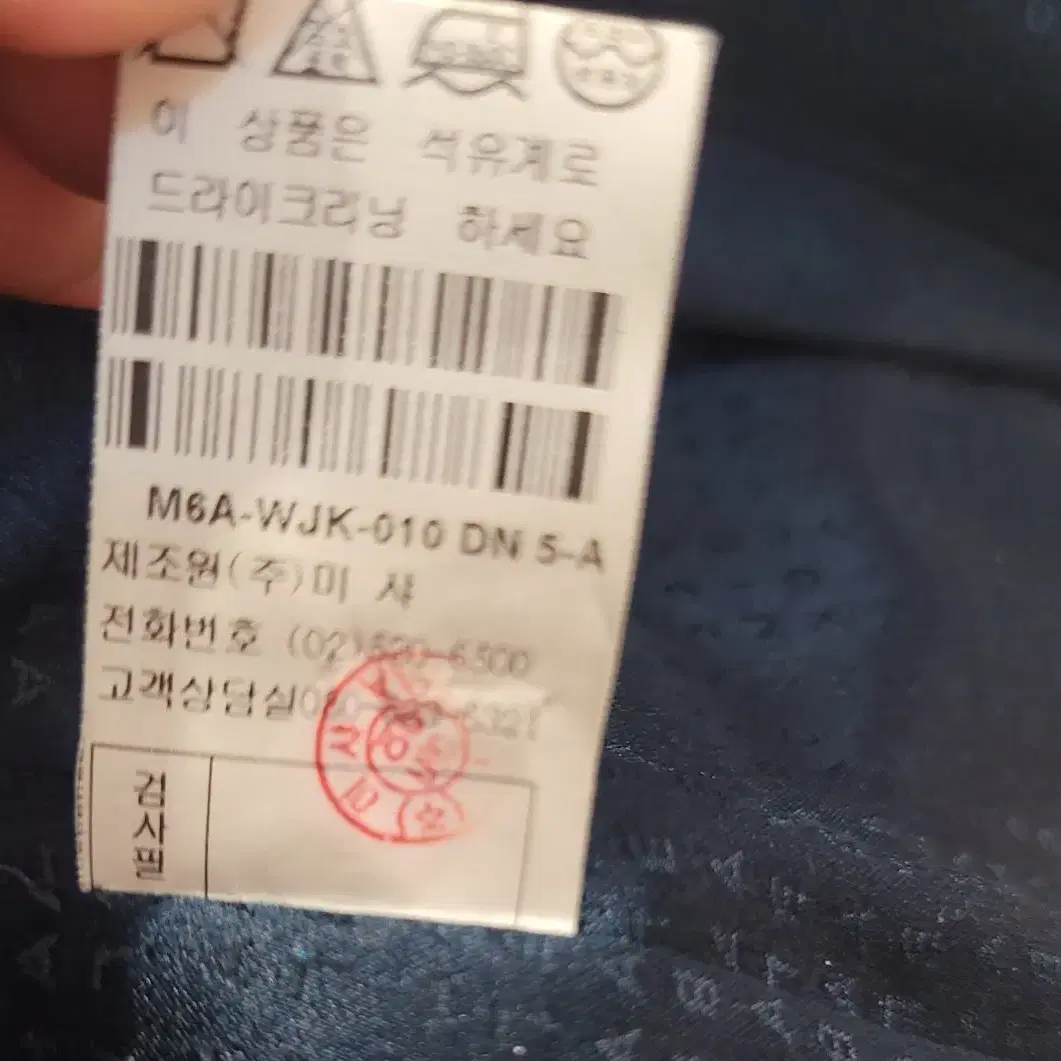 이 상품은 석유계로
드라이크리닝 하세요
M6A-WJK-010 DN 5-A
제조원(주)미 샤
전화번호 (02)
고객상담실
검사필